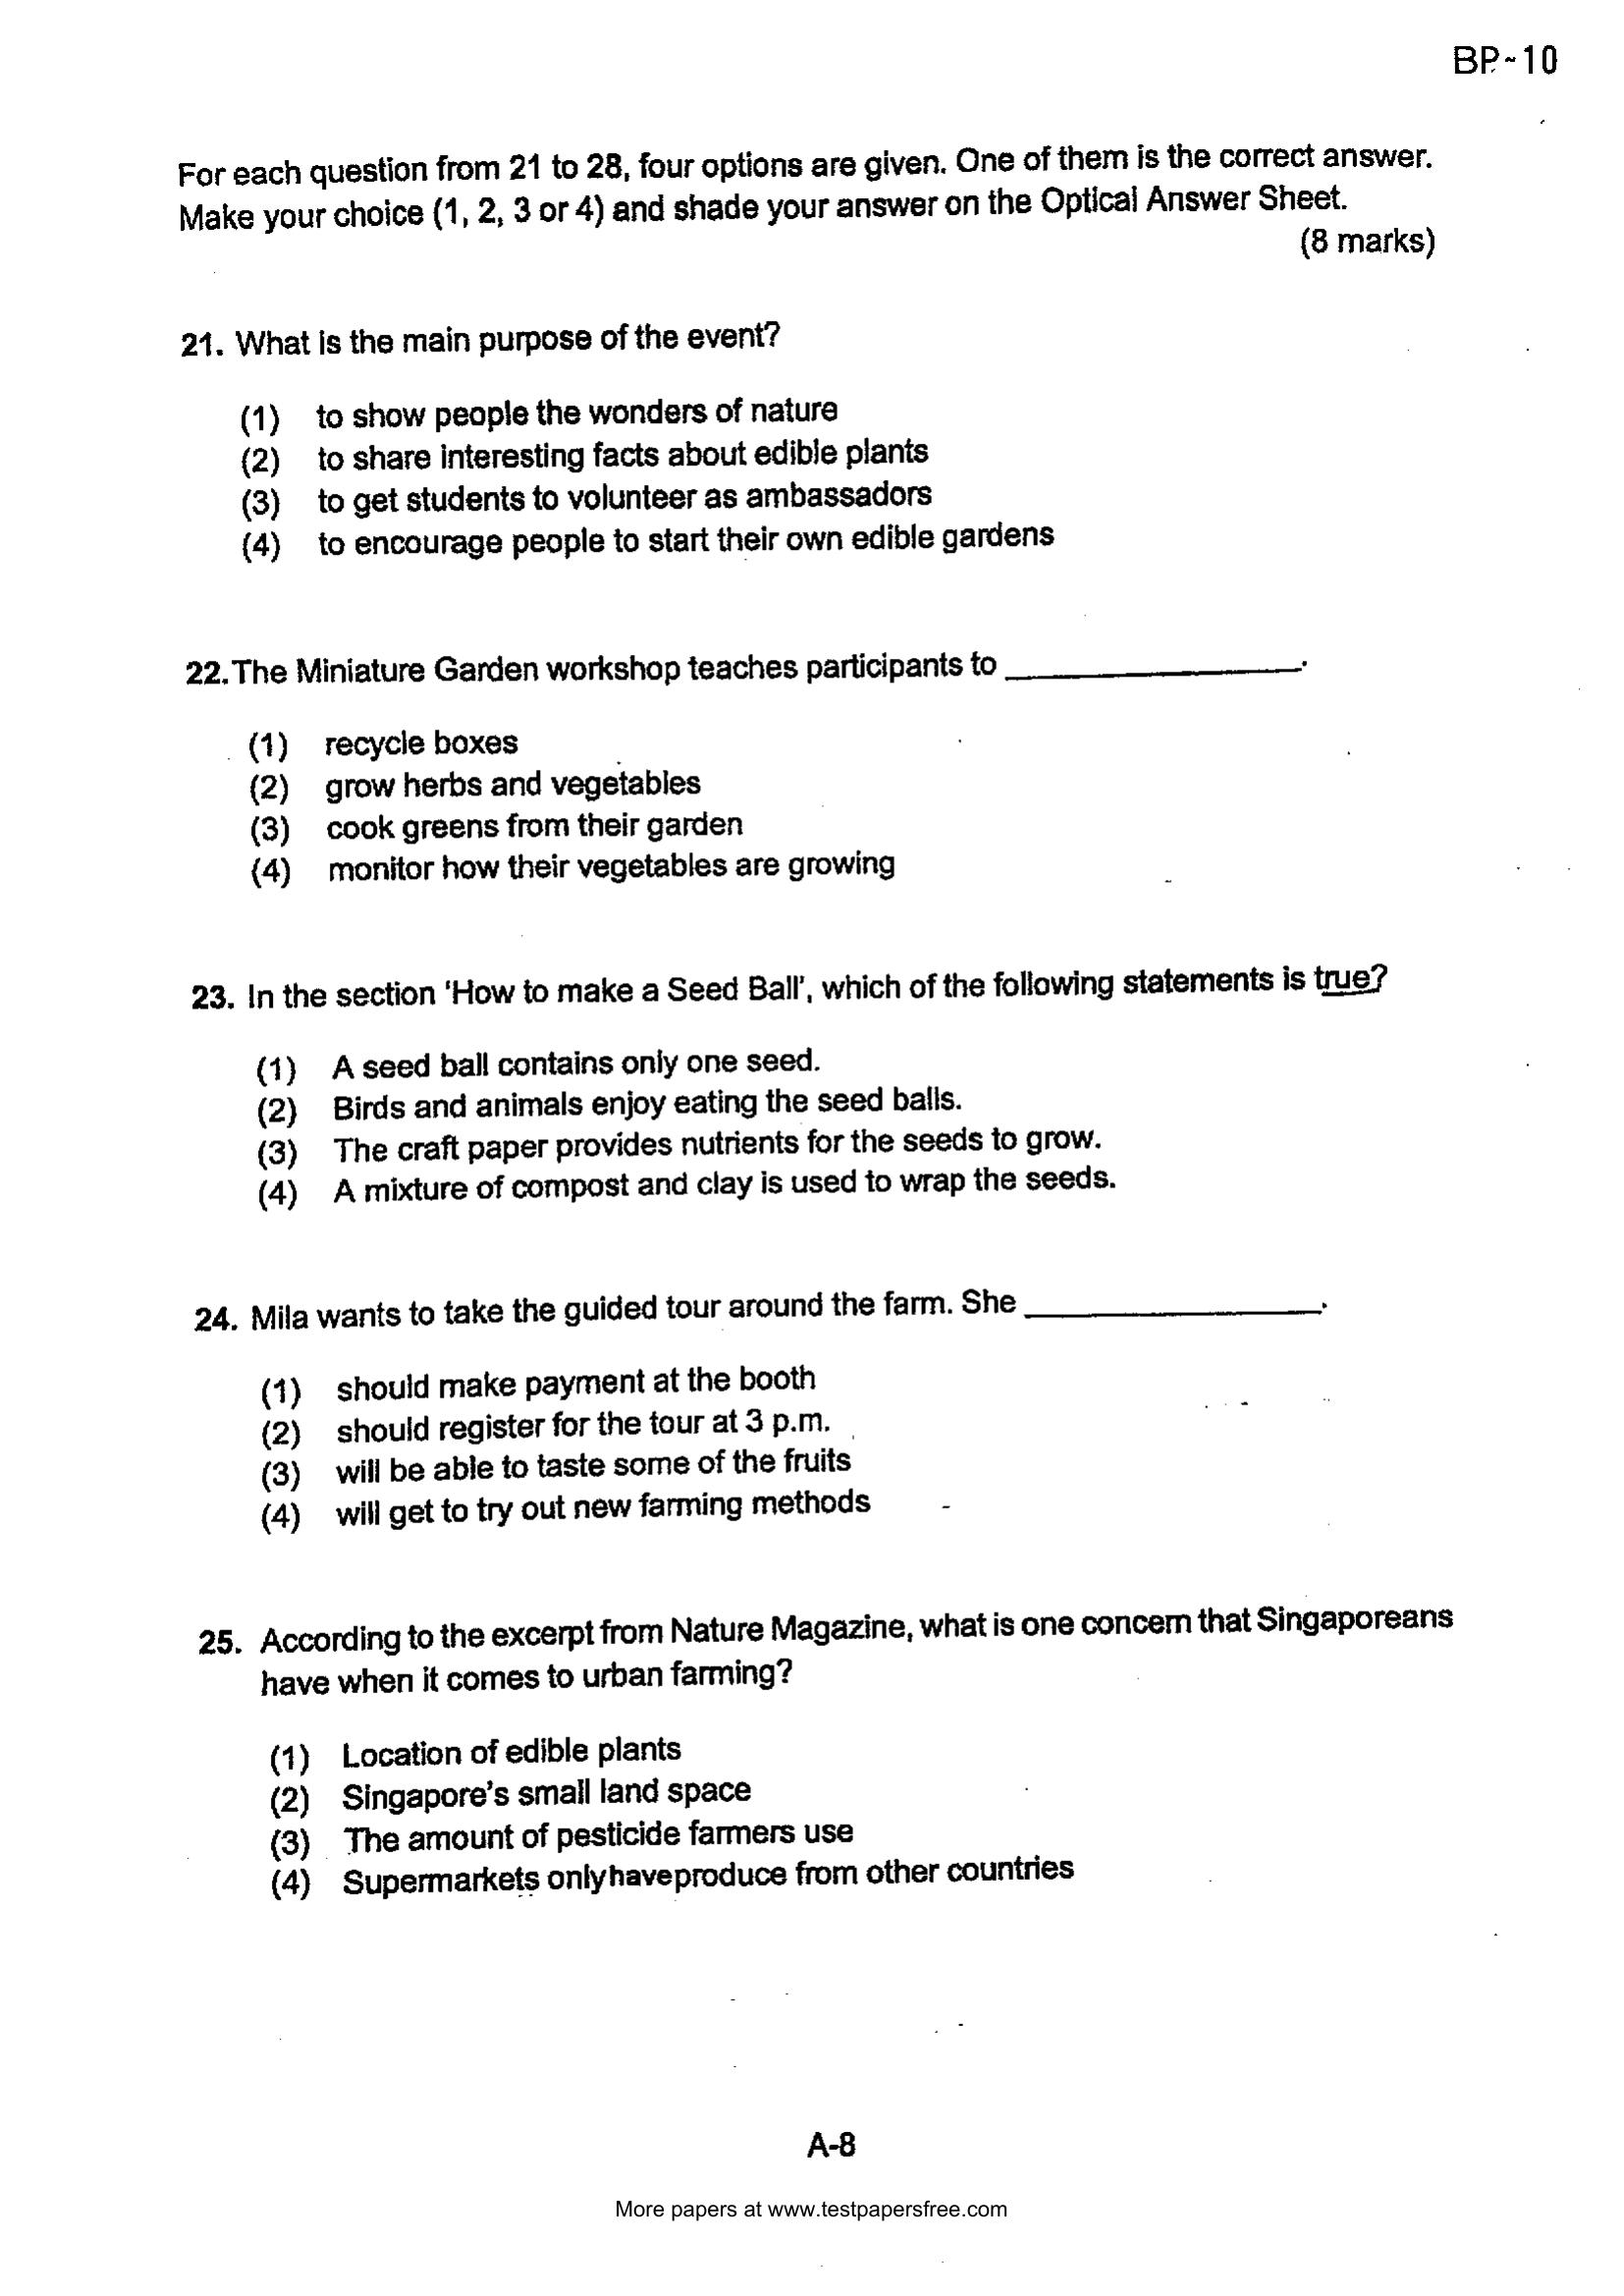 BP-10
For each question from 21 to 28, four options are given. One of them is the correct answer.
Make your choice (1, 2, 3 or 4) and shade your answer on the Optical Answer Sheet.
(8 marks)
21. What is the main purpose of the event?
(1) to show people the wonders of nature
(2) to share interesting facts about edible plants
(3) to get students to volunteer as ambassadors
(4) to encourage people to start their own edible gardens
22. The Miniature Garden workshop teaches participants to ____________.
(1) recycle boxes
(2) grow herbs and vegetables
(3) cook greens from their garden
(4) monitor how their vegetables are growing
23. In the section 'How to make a Seed Ball', which of the following statements is true?
(1) A seed ball contains only one seed.
(2) Birds and animals enjoy eating the seed balls.
(3) The craft paper provides nutrients for the seeds to grow.
(4) A mixture of compost and clay is used to wrap the seeds.
24. Mila wants to take the guided tour around the farm. She ____________.
(1) should make payment at the booth
(2) should register for the tour at 3 p.m.
(3) will be able to taste some of the fruits
(4) will get to try out new farming methods
25. According to the excerpt from Nature Magazine, what is one concern that Singaporeans
have when it comes to urban farming?
(1) Location of edible plants
(2) Singapore's small land space
(3) The amount of pesticide farmers use
(4) Supermarkets only have produce from other countries
A-8
More papers at www.testpapersfree.com